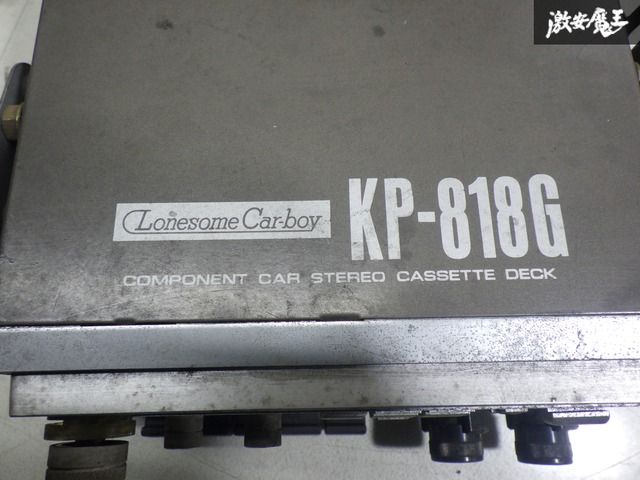 激安魔王
Lonesome Car-boy
KP-818G
COMPONENT CAR STEREO CASSETTE DECK